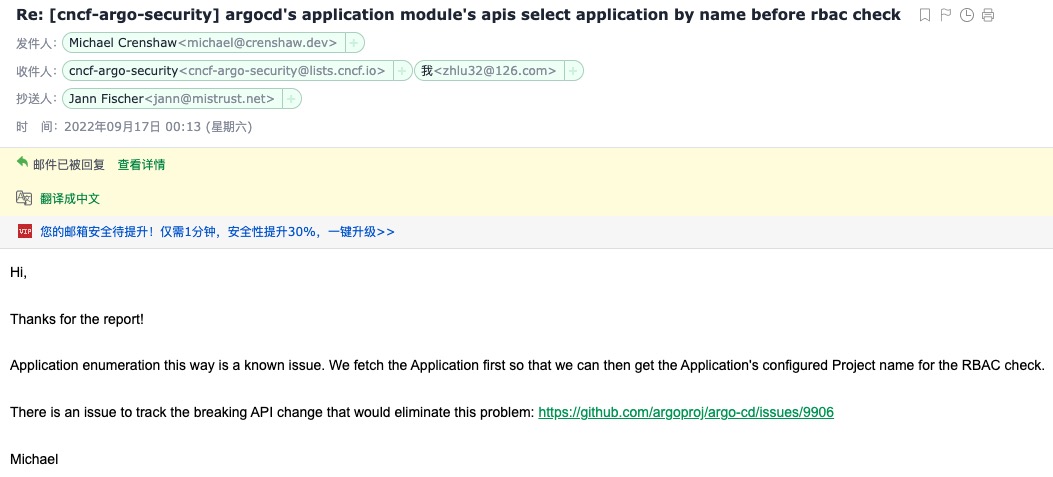 Re: [cncf-argo-security] argocd's application module's apis select application by name before rbac check
发件人： Michael Crenshaw<michael@crenshaw.dev> +
收件人： cncf-argo-security<cncf-argo-security@lists.cncf.io> + 我<zhlu32@126.com> +
抄送人： Jann Fischer<jann@mistrust.net> +
时 间： 2022年09月17日 00:13 (星期六)
邮件已被回复 查看详情
翻译成中文
VIP 您的邮箱安全待提升！仅需1分钟，安全性提升30%，一键升级>>
Hi,
Thanks for the report!
Application enumeration this way is a known issue. We fetch the Application first so that we can then get the Application's configured Project name for the RBAC check.
There is an issue to track the breaking API change that would eliminate this problem: https://github.com/argoproj/argo-cd/issues/9906
Michael